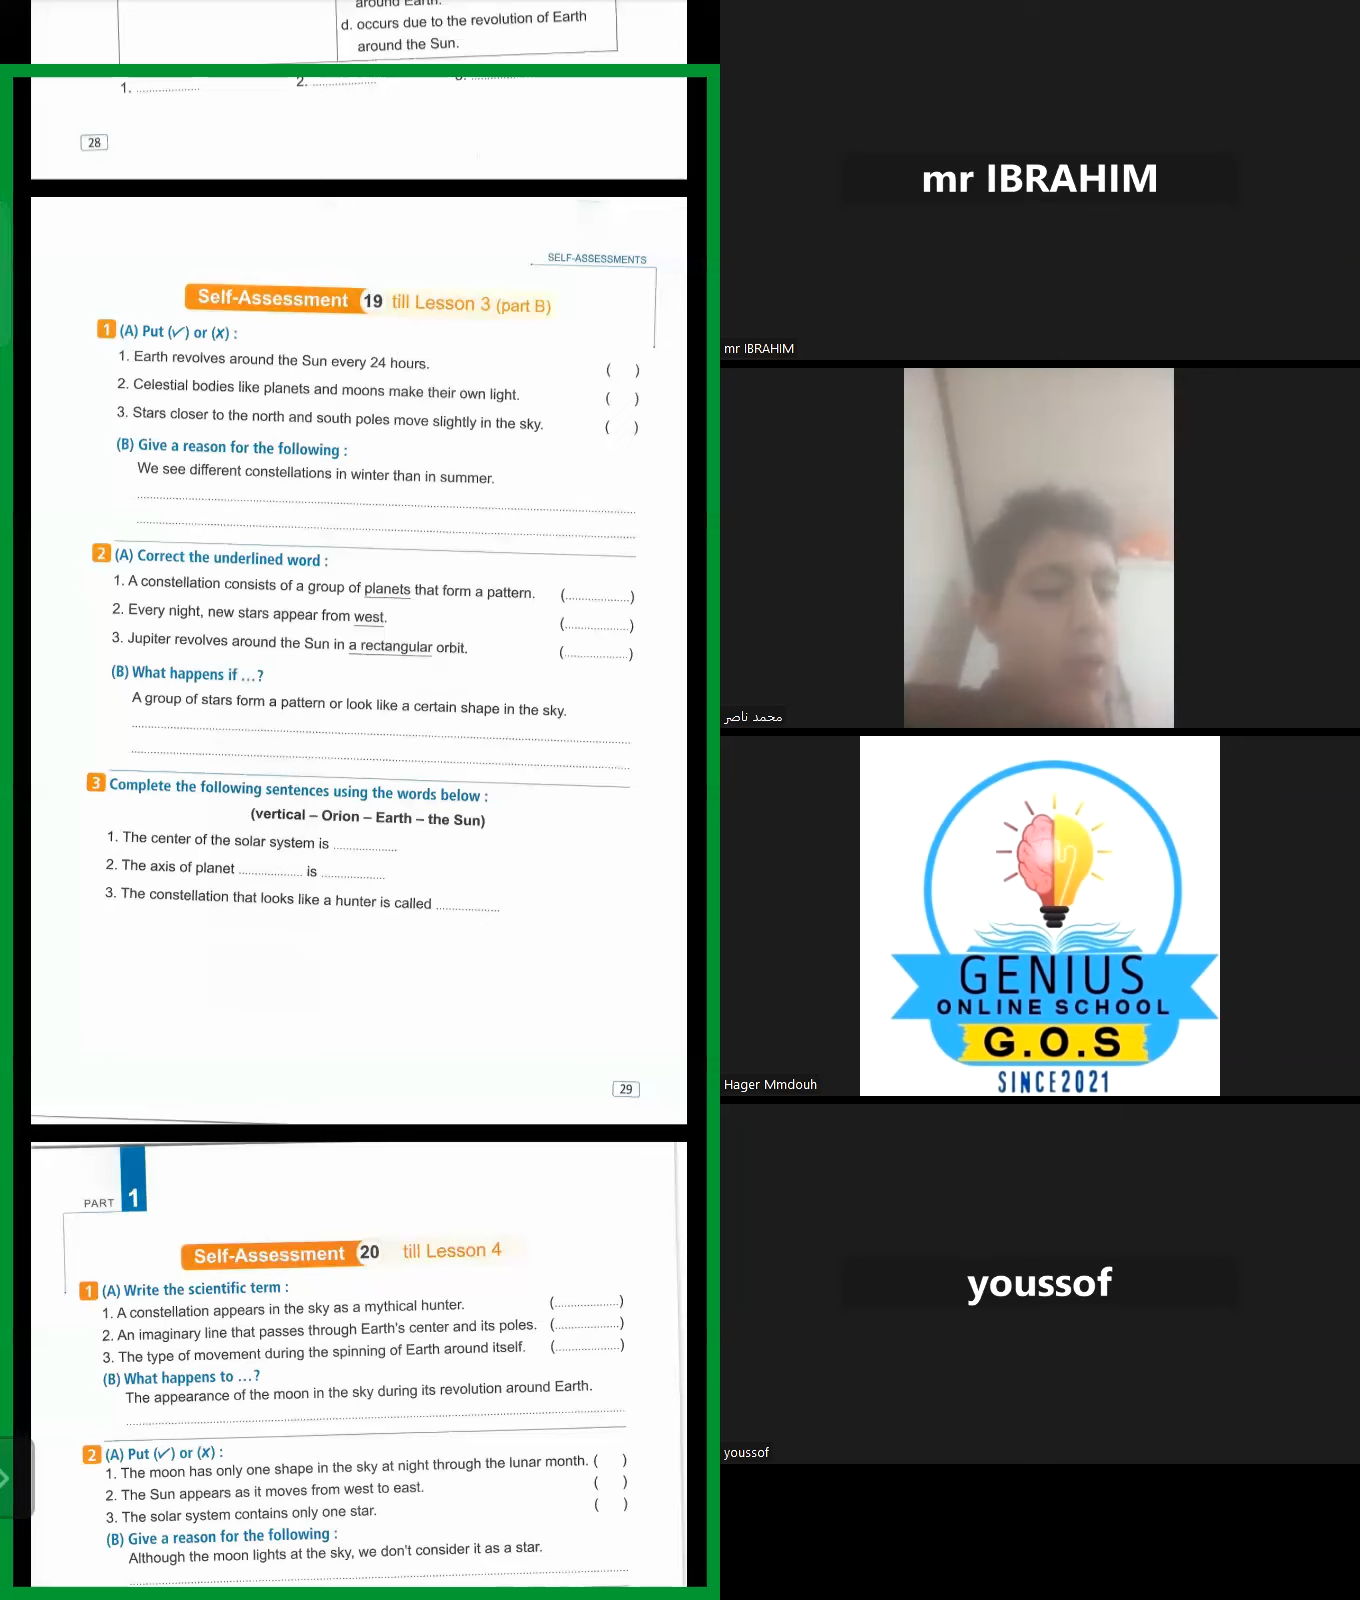 around Earth.
d. occurs due to the revolution of Earth
around the Sun.
1. ....................
2. ....................
28
SELF-ASSESSMENTS
Self-Assessment 19 till Lesson 3 (part B)
1 (A) Put (✓) or (✗) :
1. Earth revolves around the Sun every 24 hours. ( )
2. Celestial bodies like planets and moons make their own light. ( )
3. Stars closer to the north and south poles move slightly in the sky. ( )
(B) Give a reason for the following :
We see different constellations in winter than in summer.
2 (A) Correct the underlined word :
1. A constellation consists of a group of planets that form a pattern. (....................)
2. Every night, new stars appear from west. (....................)
3. Jupiter revolves around the Sun in a rectangular orbit. (....................)
(B) What happens if ...?
A group of stars form a pattern or look like a certain shape in the sky.
3 Complete the following sentences using the words below :
(vertical – Orion – Earth – the Sun)
1. The center of the solar system is ....................
2. The axis of planet .................... is ....................
3. The constellation that looks like a hunter is called ....................
29
PART 1
Self-Assessment 20 till Lesson 4
1 (A) Write the scientific term :
1. A constellation appears in the sky as a mythical hunter. (....................)
2. An imaginary line that passes through Earth's center and its poles. (....................)
3. The type of movement during the spinning of Earth around itself. (....................)
(B) What happens to ...?
The appearance of the moon in the sky during its revolution around Earth.
2 (A) Put (✓) or (✗) :
1. The moon has only one shape in the sky at night through the lunar month. ( )
2. The Sun appears as it moves from west to east. ( )
3. The solar system contains only one star. ( )
(B) Give a reason for the following :
Although the moon lights at the sky, we don't consider it as a star.
mr IBRAHIM
mr IBRAHIM
محمد ناصر
GENIUS
ONLINE SCHOOL
G.O.S
SINCE2021
Hager Mmdouh
youssof
youssof